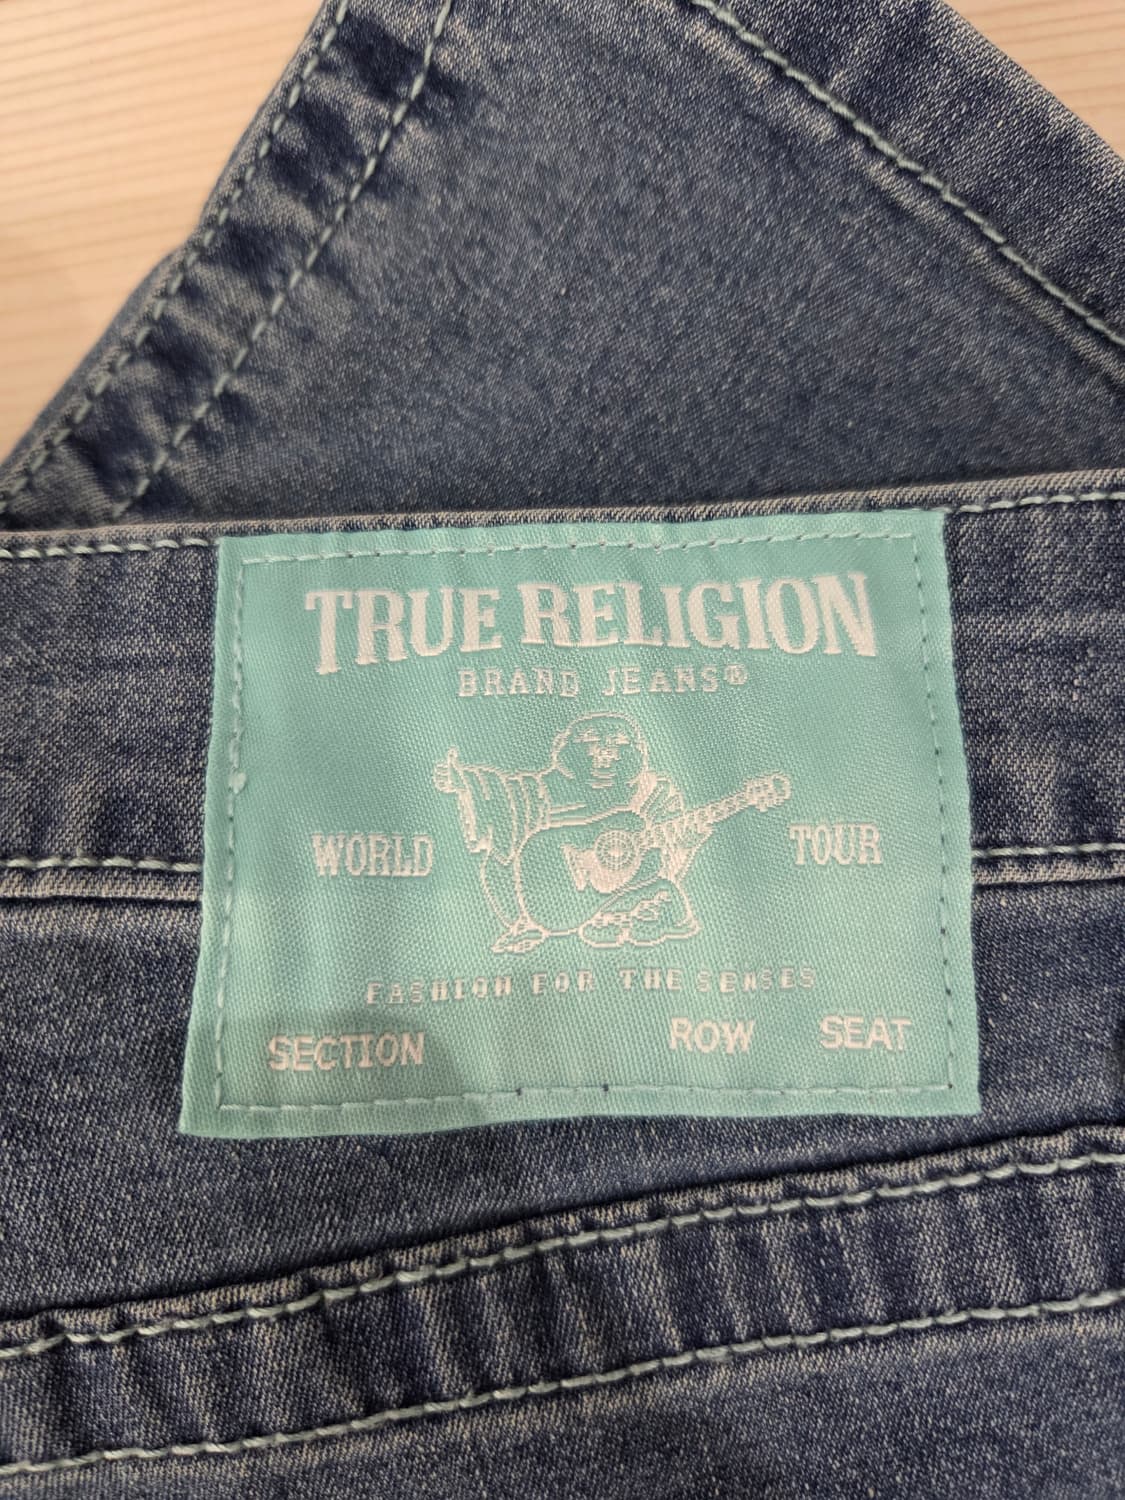 TRUE RELIGION
BRAND JEANS®
WORLD TOUR
FASHION FOR THE SENSES
SECTION ROW SEAT